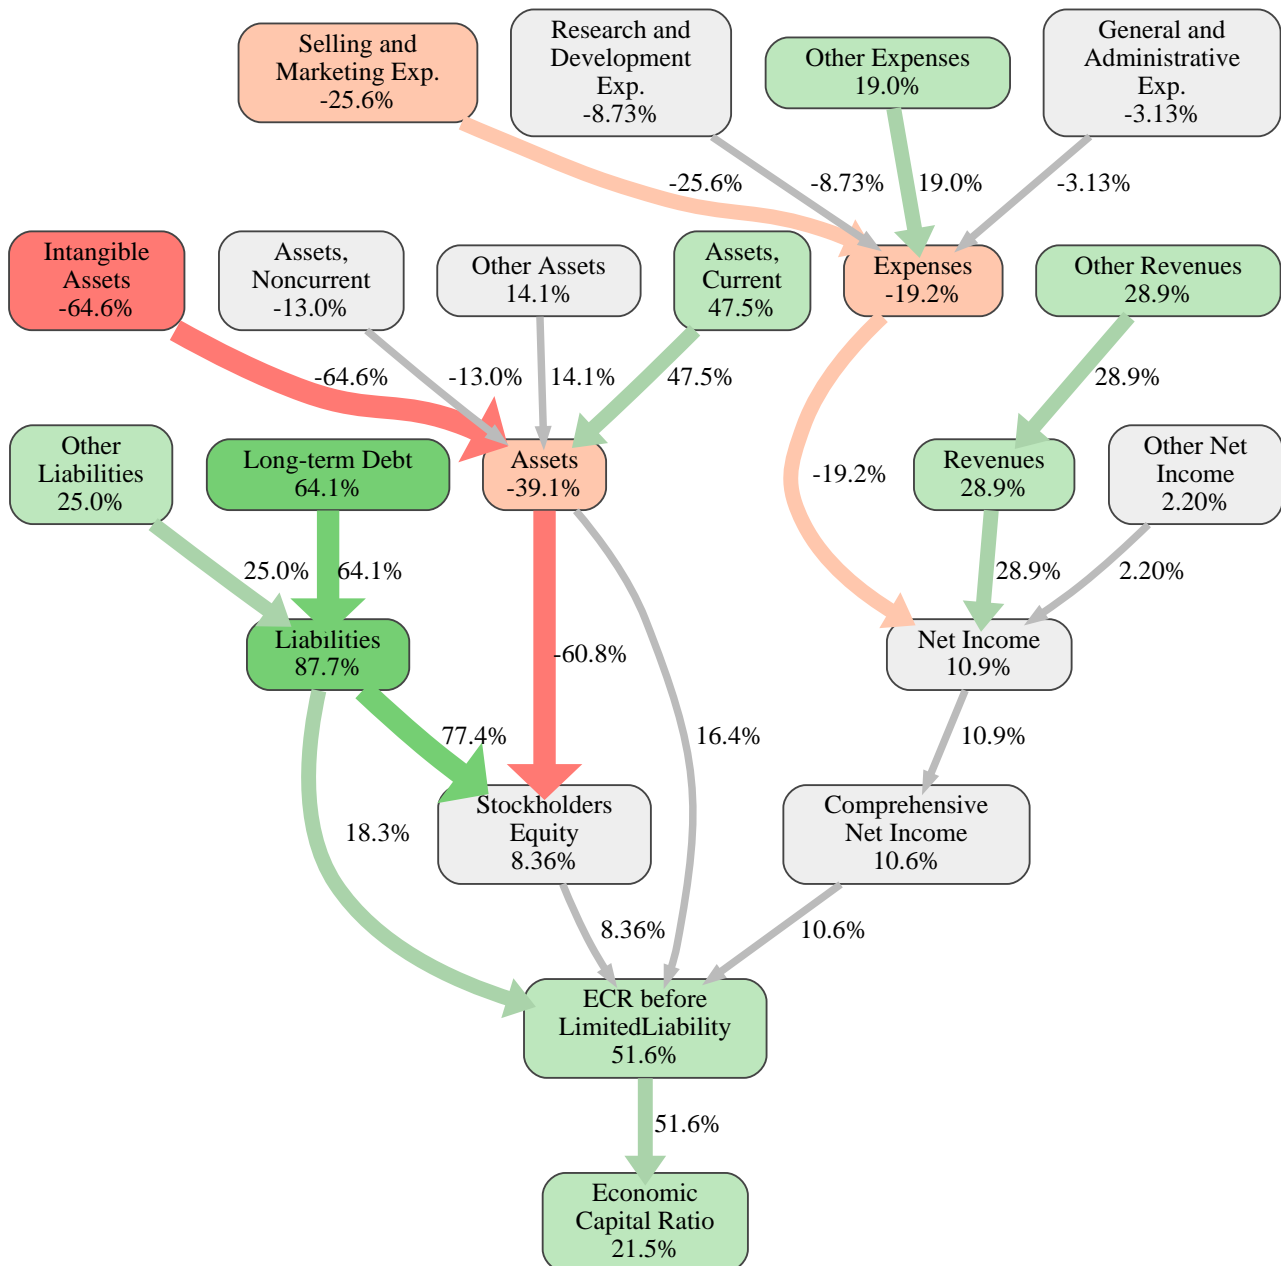 Selling and
Marketing Exp.
-25.6%
Research and
Development
Exp.
-8.73%
Other Expenses
19.0%
General and
Administrative
Exp.
-3.13%
-25.6%
-8.73%
19.0%
-3.13%
Intangible
Assets
-64.6%
Assets,
Noncurrent
-13.0%
Other Assets
14.1%
Assets,
Current
47.5%
Expenses
-19.2%
Other Revenues
28.9%
-64.6%
-13.0%
14.1%
47.5%
28.9%
Other
Liabilities
25.0%
Long-term Debt
64.1%
Assets
-39.1%
-19.2%
Revenues
28.9%
Other Net
Income
2.20%
25.0%
64.1%
28.9%
2.20%
Liabilities
87.7%
-60.8%
Net Income
10.9%
77.4%
16.4%
10.9%
18.3%
Stockholders
Equity
8.36%
Comprehensive
Net Income
10.6%
8.36%
10.6%
ECR before
LimitedLiability
51.6%
51.6%
Economic
Capital Ratio
21.5%